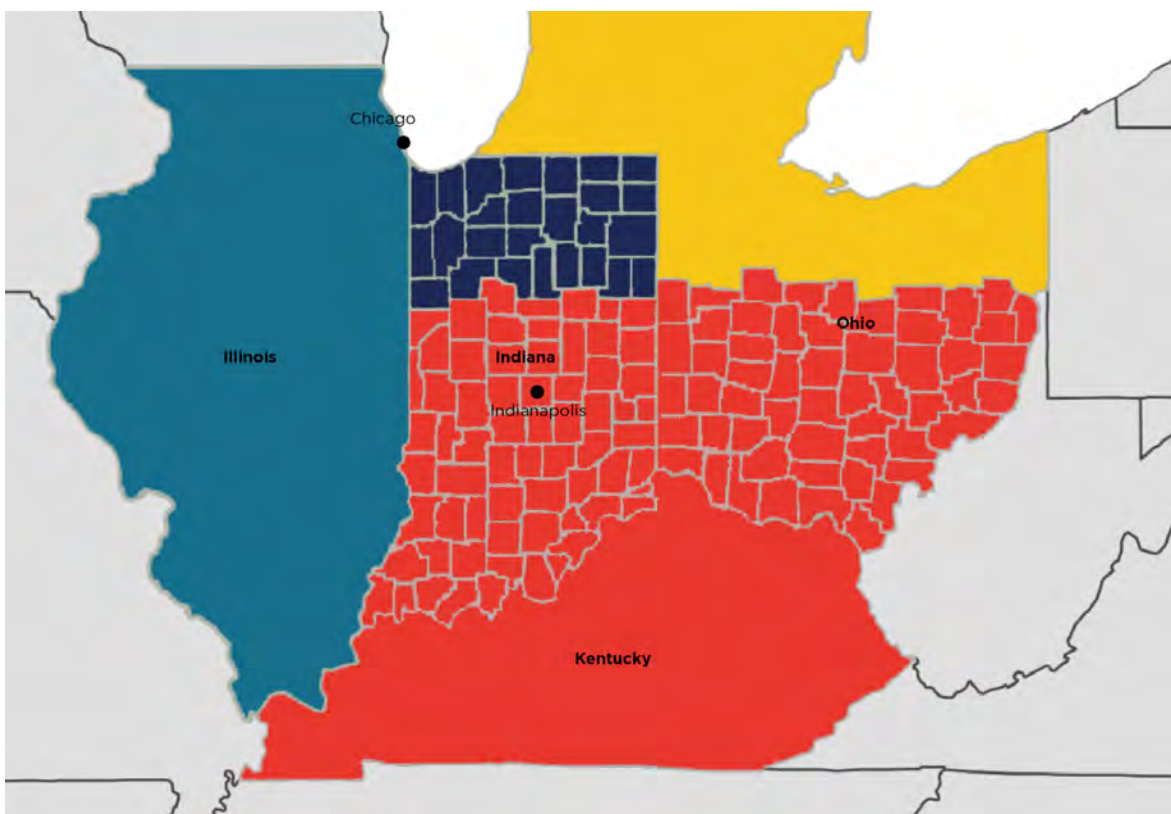 Chicago
Ohio
Illinois
Indiana
Indianapolis
Kentucky